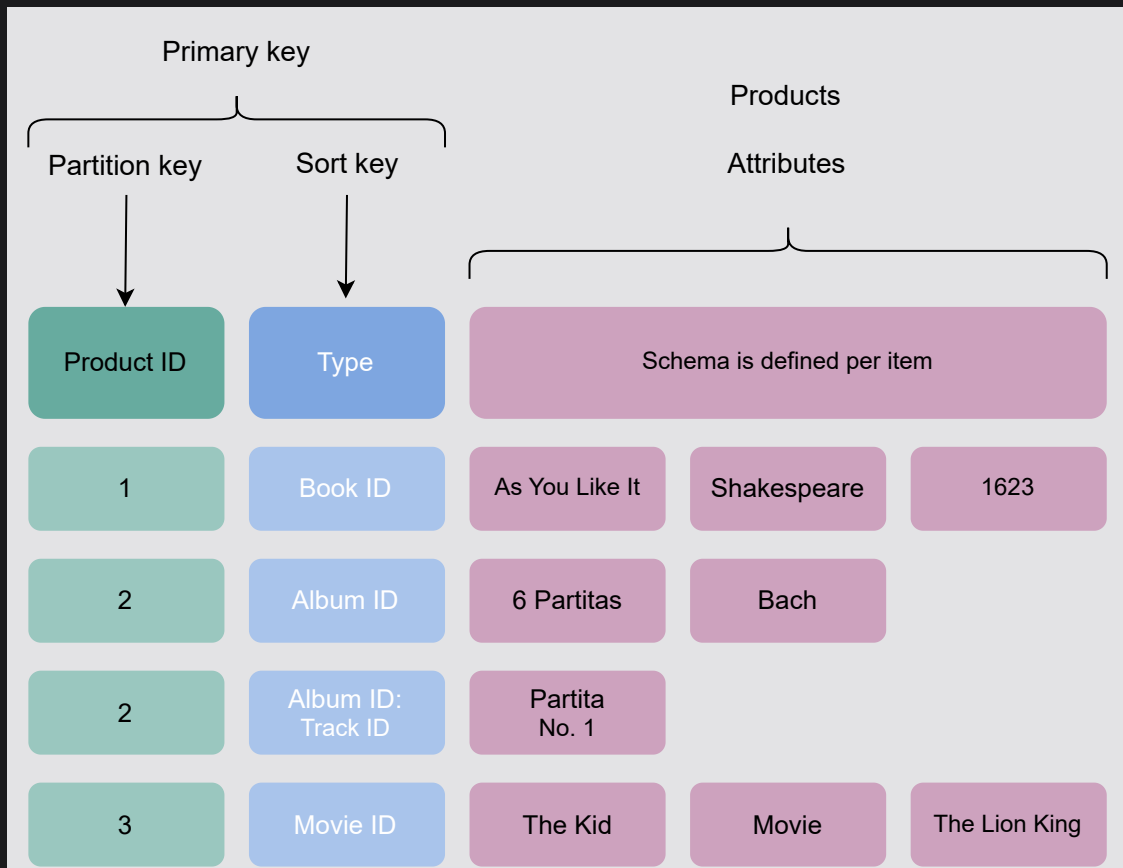 Primary key
Products
Partition key
Sort key
Attributes
Product ID
Type
Schema is defined per item
1
Book ID
As You Like It
Shakespeare
1623
2
Album ID
6 Partitas
Bach
2
Album ID:
Track ID
Partita
No. 1
3
Movie ID
The Kid
Movie
The Lion King